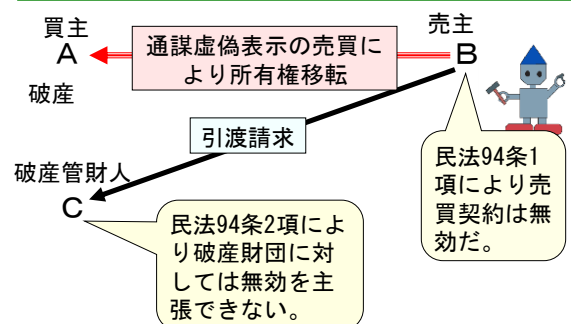 買主
A
破産
通謀虚偽表示の売買に
より所有権移転
売主
B
引渡請求
民法94条1
項により売
買契約は無
効だ。
破産管財人
C
民法94条2項によ
り破産財団に対
しては無効を主
張できない。